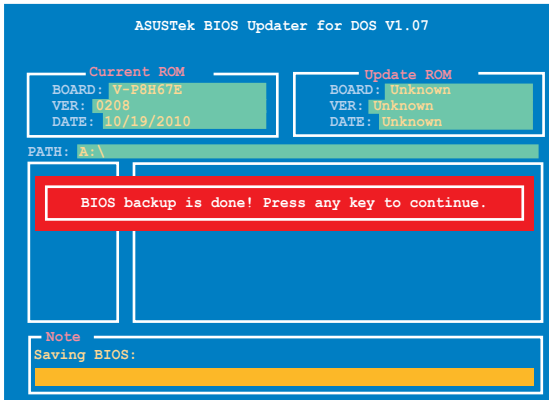 ASUSTek BIOS Updater for DOS V1.07
Current ROM
BOARD: V-P8H67E
VER: 0208
DATE: 10/19/2010
Update ROM
BOARD: Unknown
VER: Unknown
DATE: Unknown
PATH: A:\
BIOS backup is done! Press any key to continue.
Note
Saving BIOS: